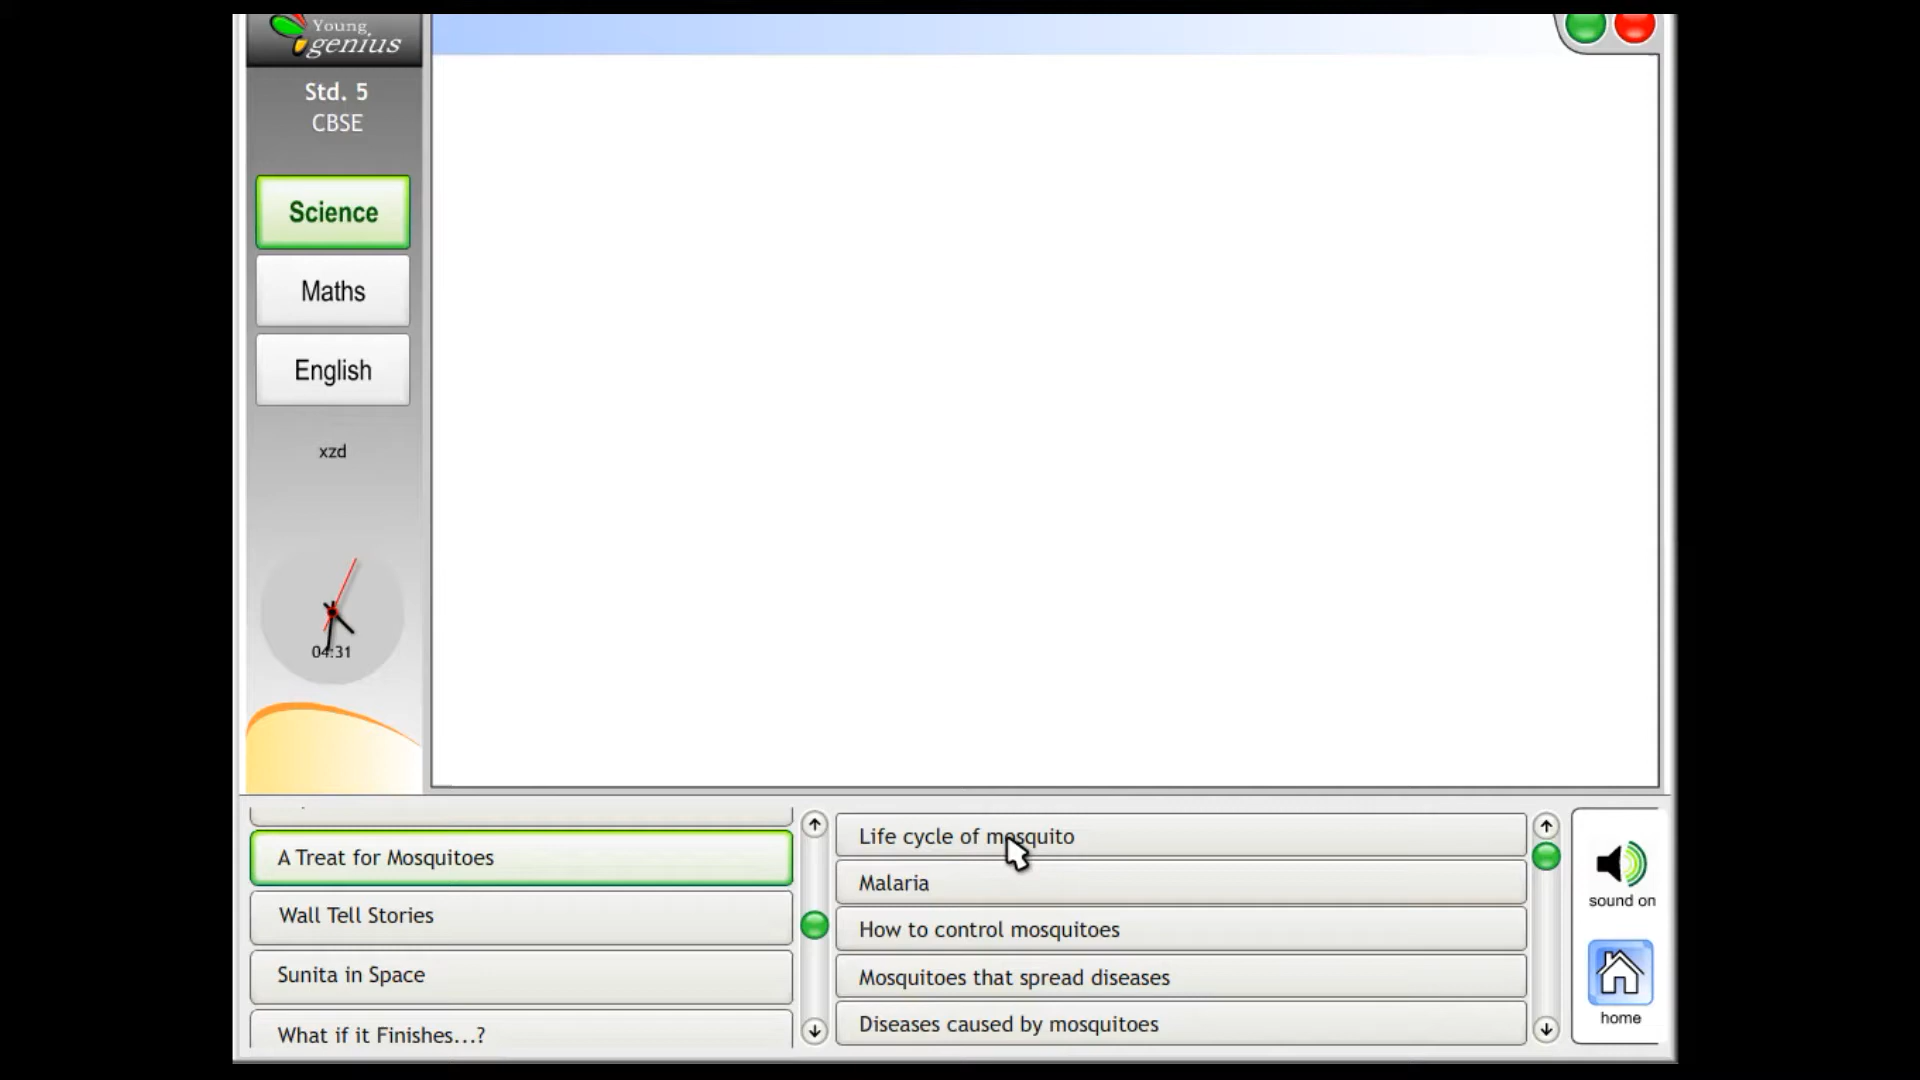 Young
genius
Std. 5
CBSE
Science
Maths
English
xzd
04:31
A Treat for Mosquitoes
Wall Tell Stories
Sunita in Space
What if it Finishes...?
Life cycle of mosquito
Malaria
How to control mosquitoes
Mosquitoes that spread diseases
Diseases caused by mosquitoes
sound on
home